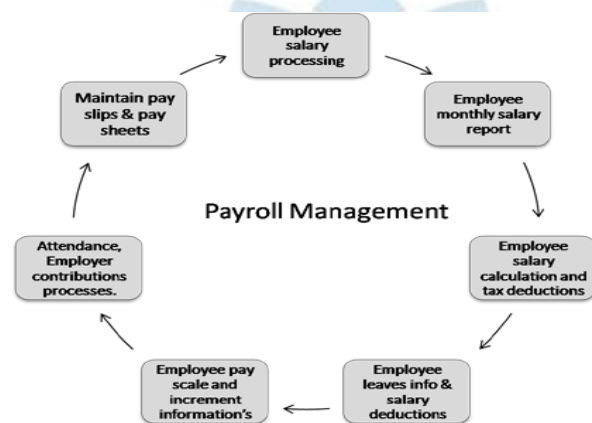 Employee
salary
processing
Employee
monthly salary
report
Employee
salary
calculation and
tax deductions
Employee
leaves info &
salary
deductions
Employee pay
scale and
increment
information's
Attendance,
Employer
contributions
processes.
Maintain pay
slips & pay
sheets
Payroll Management